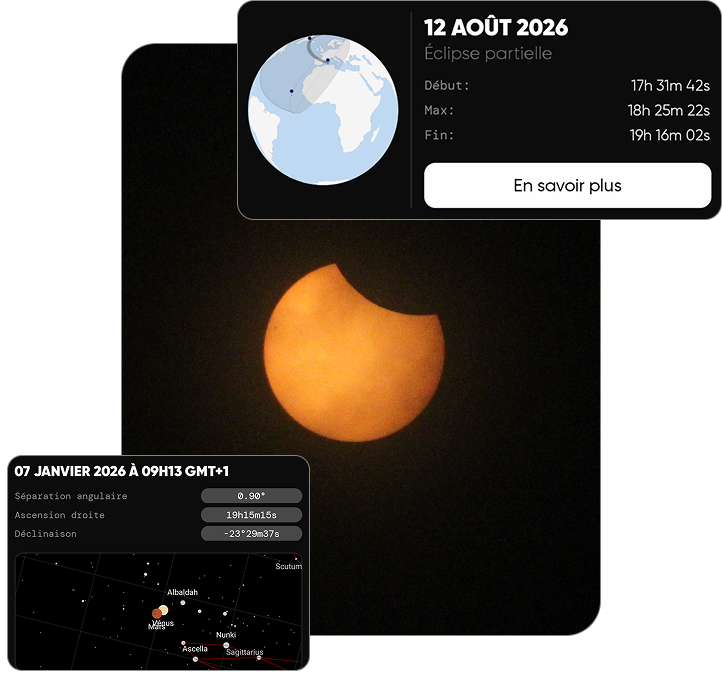 12 AOÛT 2026
Éclipse partielle
Début: 17h 31m 42s
Max: 18h 25m 22s
Fin: 19h 16m 02s
En savoir plus
07 JANVIER 2026 À 09H13 GMT+1
Séparation angulaire 0.90°
Ascension droite 19h15m15s
Déclinaison -23°29m37s
Scutum
Albaldah
Vénus
Mars
Nunki
Ascella
Sagittarius